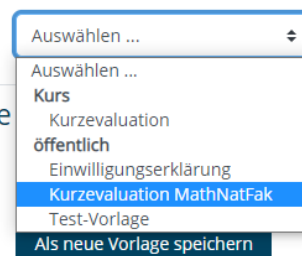 Auswählen ...
Auswählen ...
Kurs
e
Kurzevaluation
öffentlich
Einwilligungserklärung
Kurzevaluation MathNatFak
Test-Vorlage
Als neue Vorlage speichern